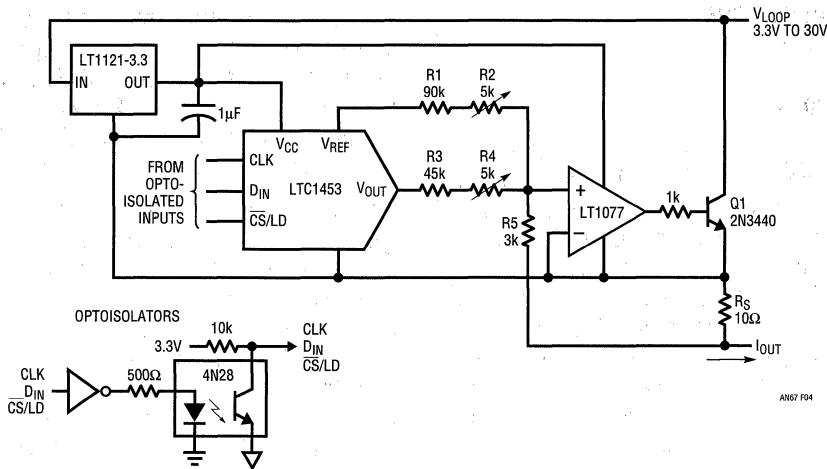 VLOOP
3.3V TO 30V
LT1121-3.3
IN
OUT
1µF
R1
90k
R2
5k
VCC
VREF
FROM
OPTO-
ISOLATED
INPUTS
CLK
DIN
CS/LD
LTC1453
VOUT
R3
45k
R4
5k
R5
3k
+
–
LT1077
1k
Q1
2N3440
RS
10Ω
IOUT
OPTOISOLATORS
3.3V
10k
CLK
DIN
CS/LD
CLK
DIN
CS/LD
500Ω
4N28
AN67 F04